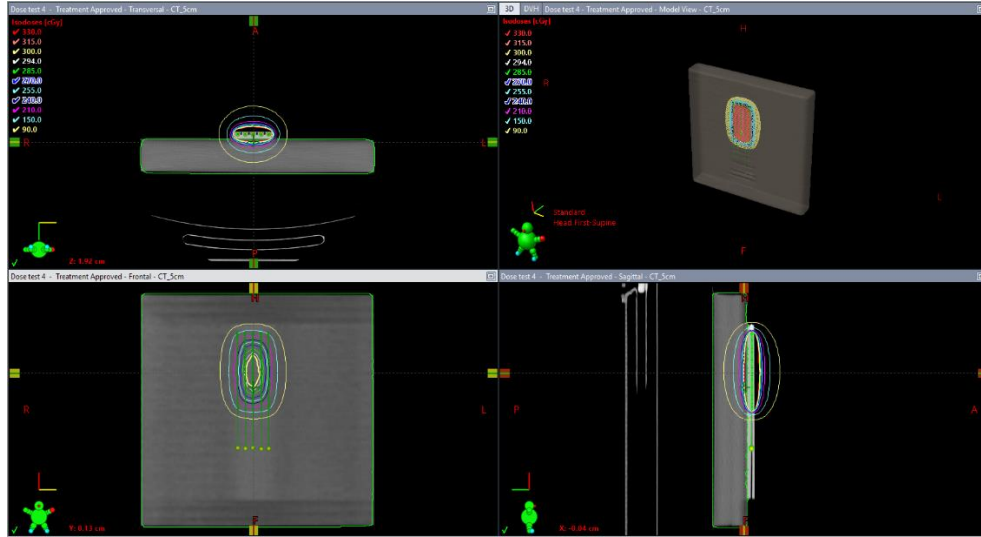 Dose test 4 - Treatment Approved - Transversal - CT_5cm
Isodoses [cGy]
330.0
315.0
300.0
294.0
285.0
270.0
255.0
240.0
210.0
150.0
90.0
A
R
L
P
Z: 1.92 cm
3D DVH Dose test 4 - Treatment Approved - Model View - CT_5cm
Isodoses [cGy]
330.0
315.0
300.0
294.0
285.0
270.0
255.0
240.0
210.0
150.0
90.0
H
R
L
F
Standard
Head First-Supine
Dose test 4 - Treatment Approved - Frontal - CT_5cm
H
R
L
F
Y: 0.13 cm
Dose test 4 - Treatment Approved - Sagittal - CT_5cm
H
P
A
F
X: -0.04 cm